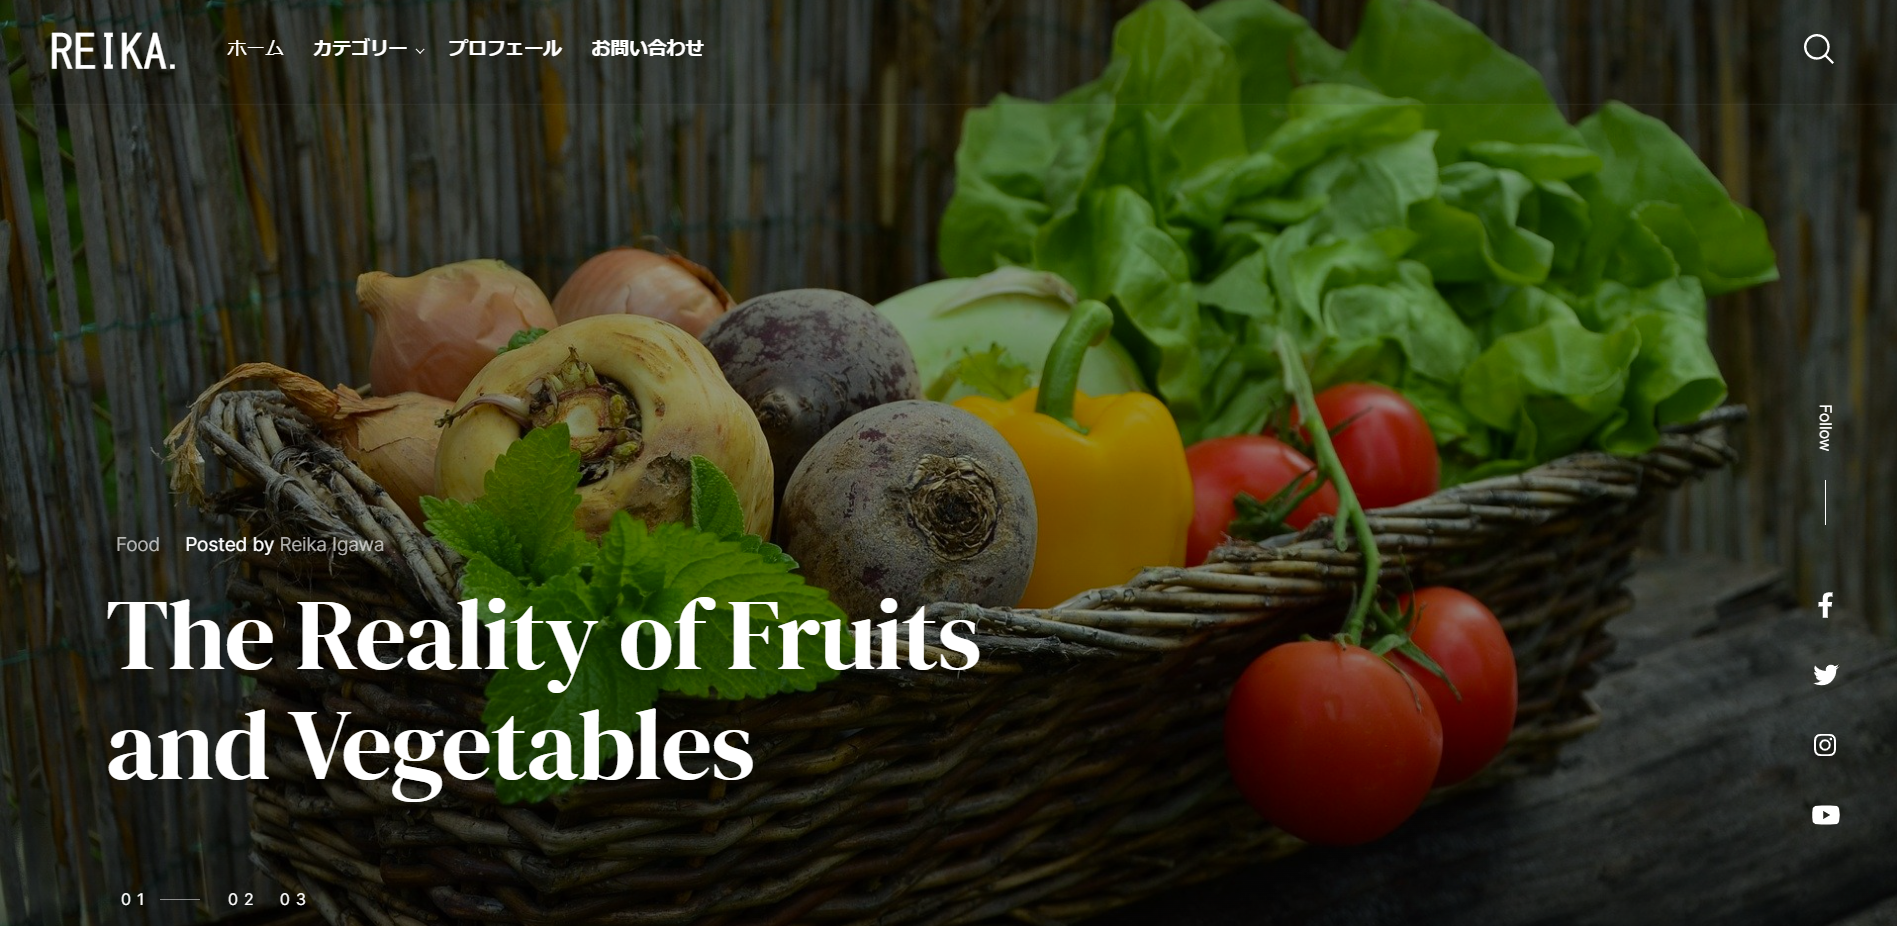 REIKA.
ホーム カテゴリー プロフェール お問い合わせ
Follow
Food Posted by Reika Igawa
The Reality of Fruits
and Vegetables
01 02 03